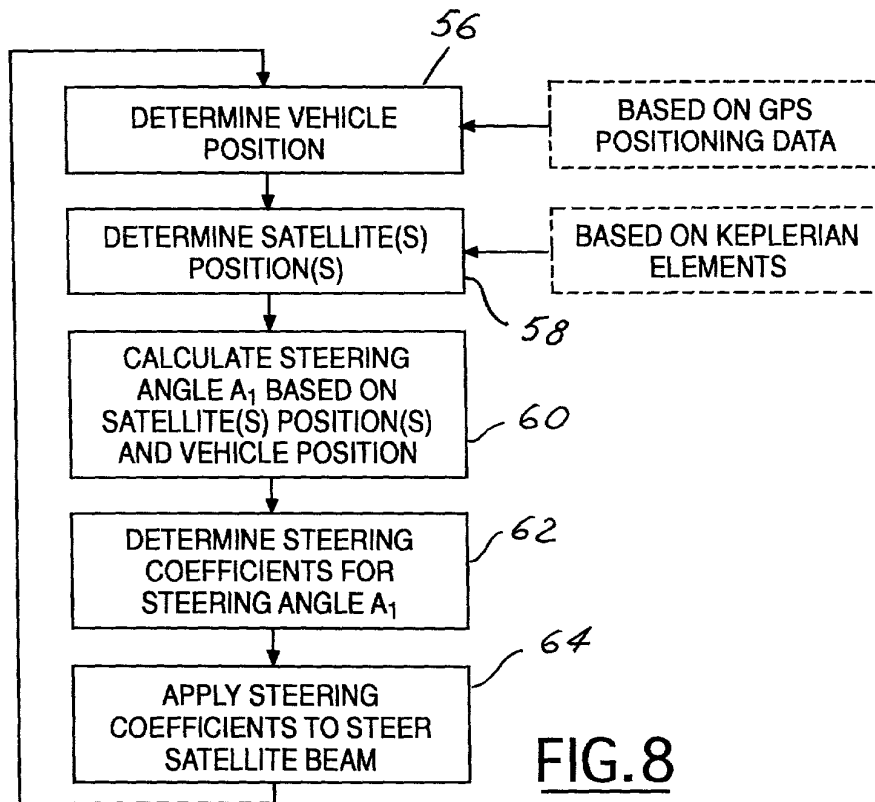 56
DETERMINE VEHICLE
POSITION
BASED ON GPS
POSITIONING DATA
DETERMINE SATELLITE(S)
POSITION(S)
BASED ON KEPLERIAN
ELEMENTS
58
CALCULATE STEERING
ANGLE A₁ BASED ON
SATELLITE(S) POSITION(S)
AND VEHICLE POSITION
60
DETERMINE STEERING
COEFFICIENTS FOR
STEERING ANGLE A₁
62
APPLY STEERING
COEFFICIENTS TO STEER
SATELLITE BEAM
64
FIG.8